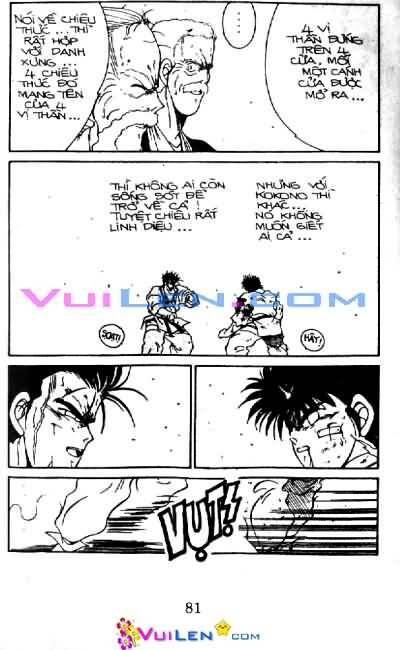 NÓI VỀ CHIÊU
THỨC ... THÌ
RẤT HỢP
VỚI DANH
XƯNG ...
4 CHIÊU
THỨC ĐÓ
MANG TÊN
CỦA 4
VỊ THẦN ...
...
4 VỊ
THẦN ĐỨNG
TRÊN 4
CỬA, MỖI
MỘT CÁNH
CỬA ĐƯỢC
MỞ RA ...
THÌ KHÔNG AI CÒN
SỐNG SÓT ĐỂ
TRỞ VỀ CẢ !
TUYỆT CHIÊU RẤT
LINH DIỆU ...
NHƯNG VỚI
KOKONO THÌ
KHÁC ...
NÓ KHÔNG
MUỐN GIẾT
AI CẢ ...
VUILEN.COM
SOẠT!
HÂY!
VỤT!
81
VUILEN.COM